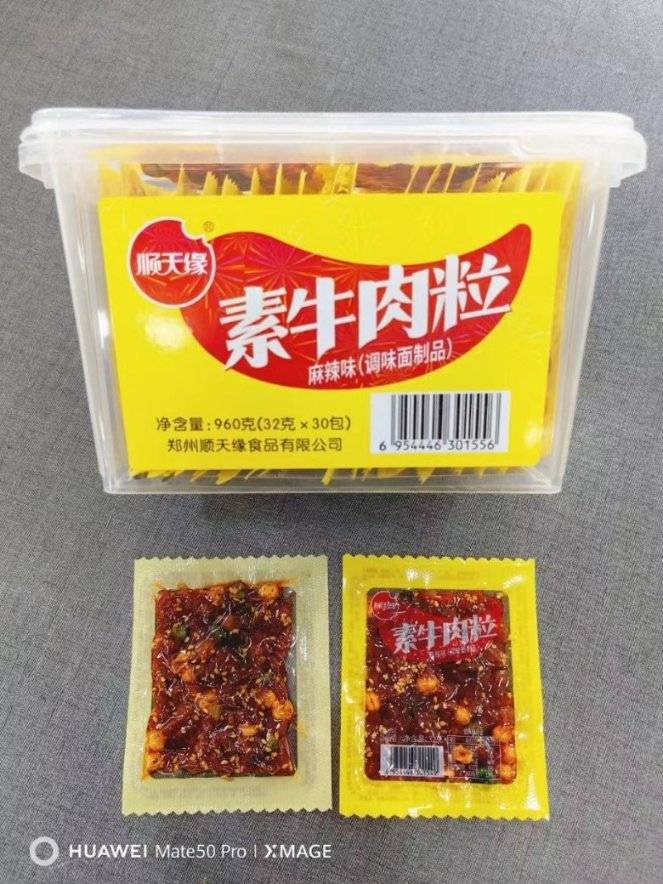 顺天缘®
素牛肉粒
麻辣味(调味面制品)
净含量:960克(32克×30包)
郑州顺天缘食品有限公司
6 954446 301556
素牛肉粒
HUAWEI Mate50 Pro | XMAGE